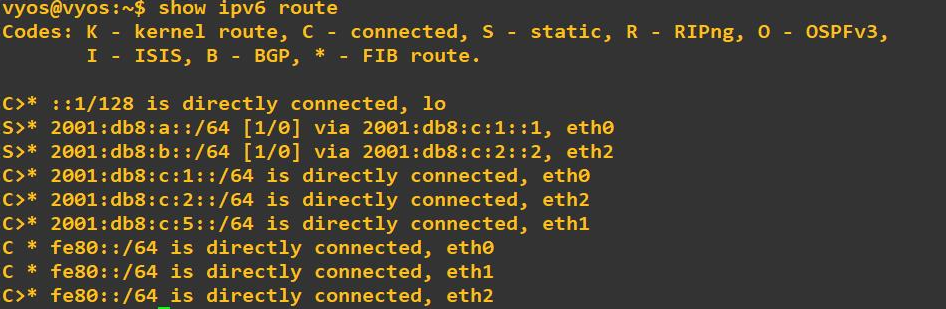 vyos@vyos:~$ show ipv6 route
Codes: K - kernel route, C - connected, S - static, R - RIPng, O - OSPFv3,
       I - ISIS, B - BGP, * - FIB route.

C>* ::1/128 is directly connected, lo
S>* 2001:db8:a::/64 [1/0] via 2001:db8:c:1::1, eth0
S>* 2001:db8:b::/64 [1/0] via 2001:db8:c:2::2, eth2
C>* 2001:db8:c:1::/64 is directly connected, eth0
C>* 2001:db8:c:2::/64 is directly connected, eth2
C>* 2001:db8:c:5::/64 is directly connected, eth1
C * fe80::/64 is directly connected, eth0
C * fe80::/64 is directly connected, eth1
C>* fe80::/64 is directly connected, eth2